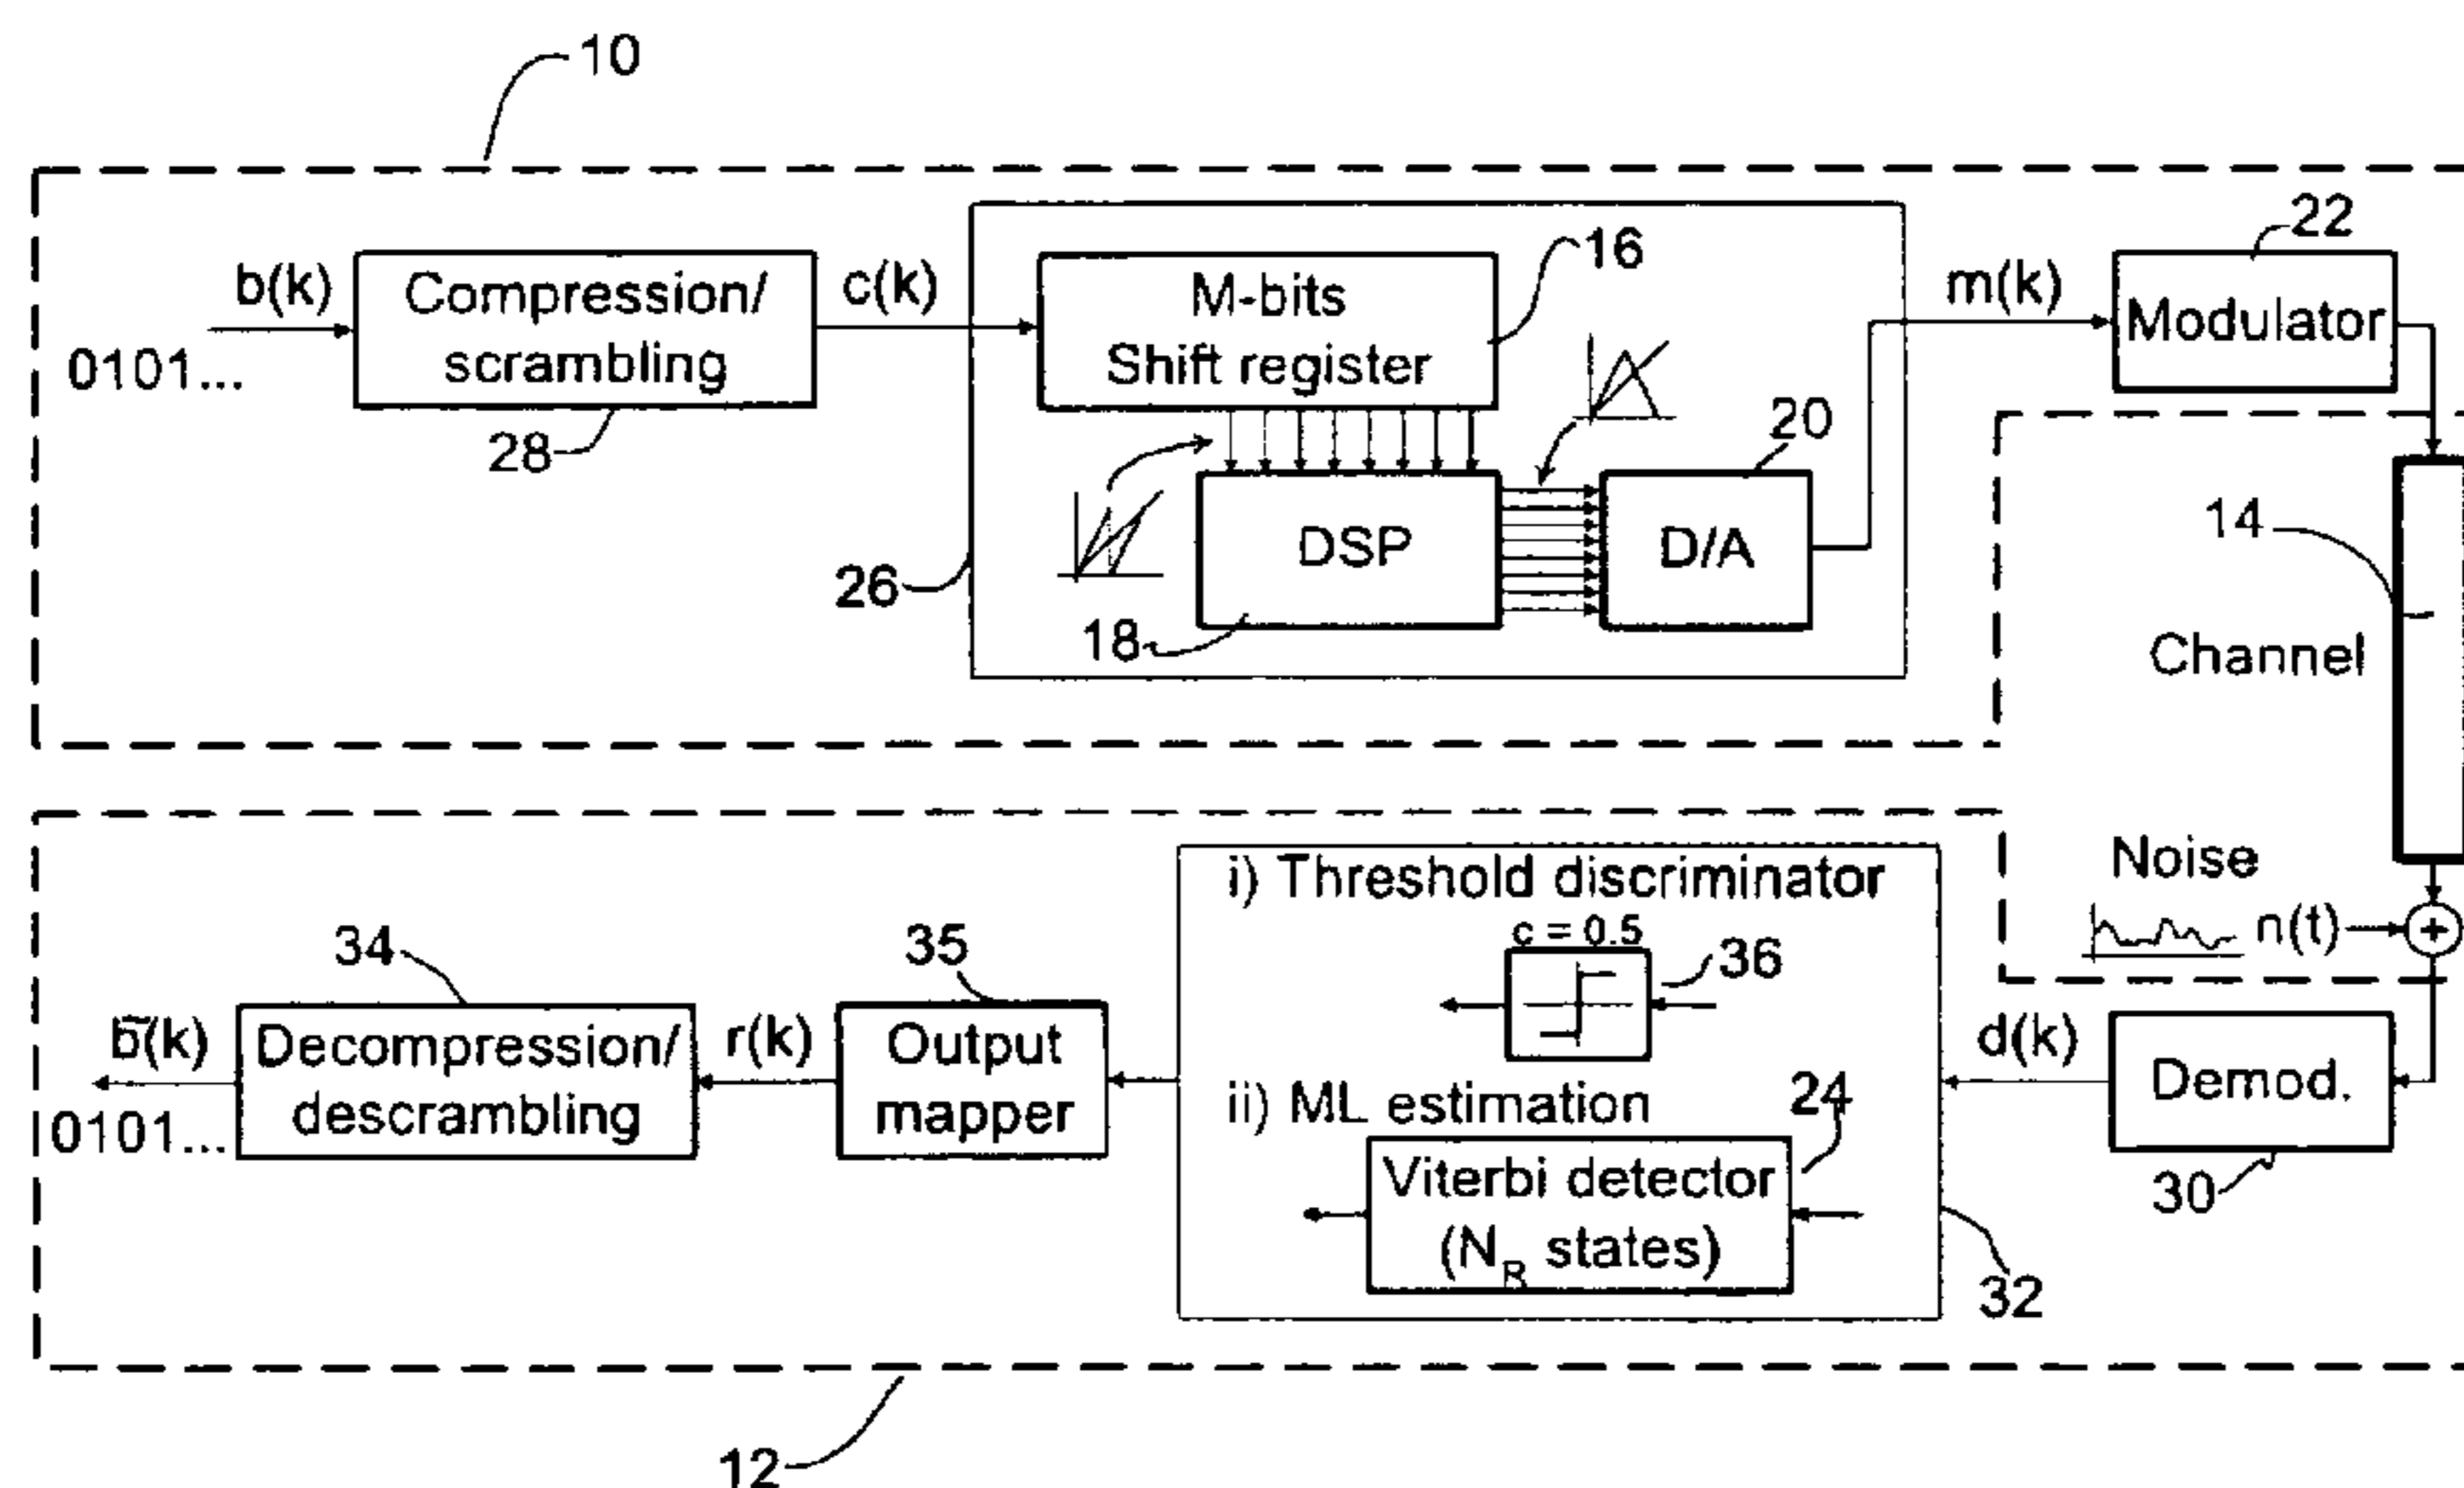 10
b(k)
0101...
Compression/
scrambling
28
c(k)
M-bits
Shift register
16
DSP
18
D/A
20
26
m(k)
22
Modulator
14
Channel
Noise
n(t)
+
Demod.
30
d(k)
i) Threshold discriminator
c = 0.5
36
ii) ML estimation
24
Viterbi detector
(N_R states)
32
35
Output
mapper
r(k)
34
Decompression/
descrambling
b̃(k)
0101...
12